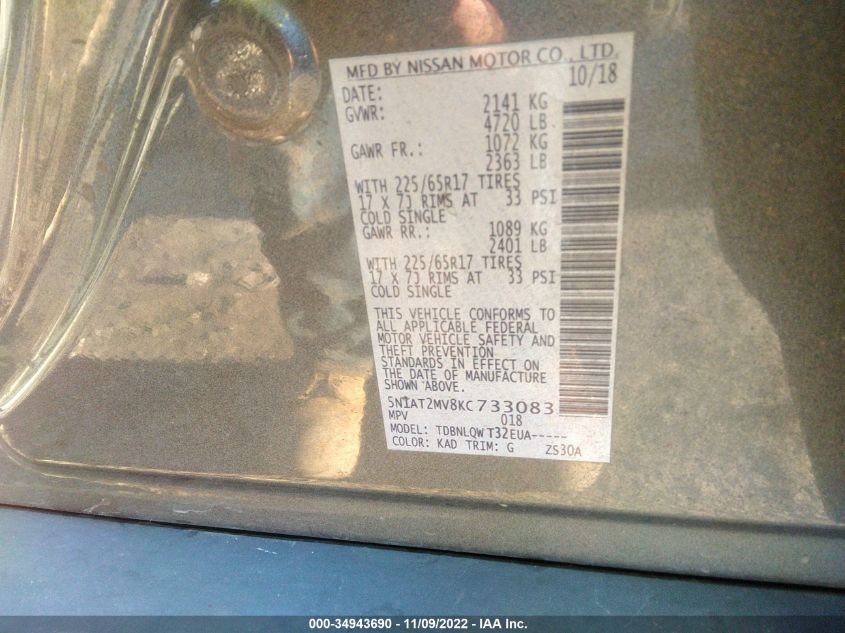 MFD BY NISSAN MOTOR CO., LTD.
DATE: 10/18
GVWR: 2141 KG
4720 LB
GAWR FR.: 1072 KG
2363 LB
WITH 225/65R17 TIRES
17 X 7J RIMS AT 33 PSI
COLD SINGLE
GAWR RR.: 1089 KG
2401 LB
WITH 225/65R17 TIRES
17 X 7J RIMS AT 33 PSI
COLD SINGLE
THIS VEHICLE CONFORMS TO
ALL APPLICABLE FEDERAL
MOTOR VEHICLE SAFETY AND
THEFT PREVENTION
STANDARDS IN EFFECT ON
THE DATE OF MANUFACTURE
SHOWN ABOVE.
5N1AT2MV8KC733083
MPV 018
MODEL: TDBNLQW T32EUA-----
COLOR: KAD TRIM: G ZS30A
000-34943690 - 11/09/2022 - IAA Inc.